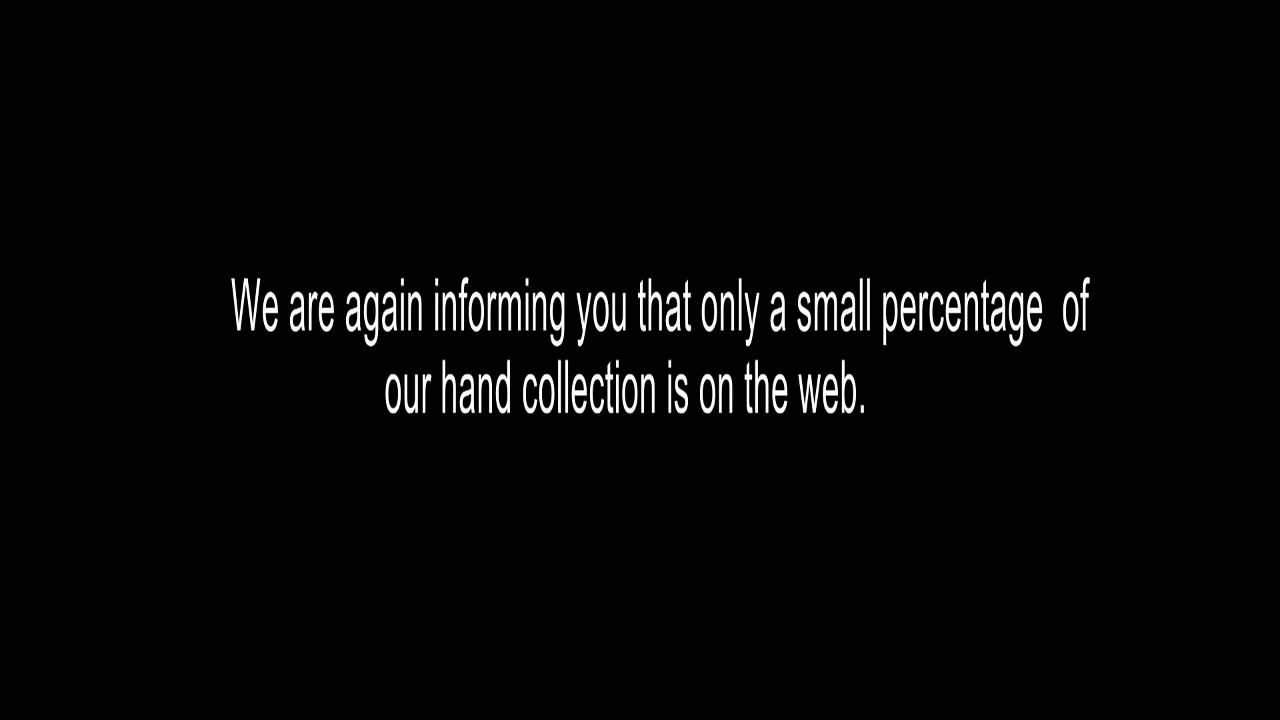 We are again informing you that only a small percentage  of
our hand collection is on the web.